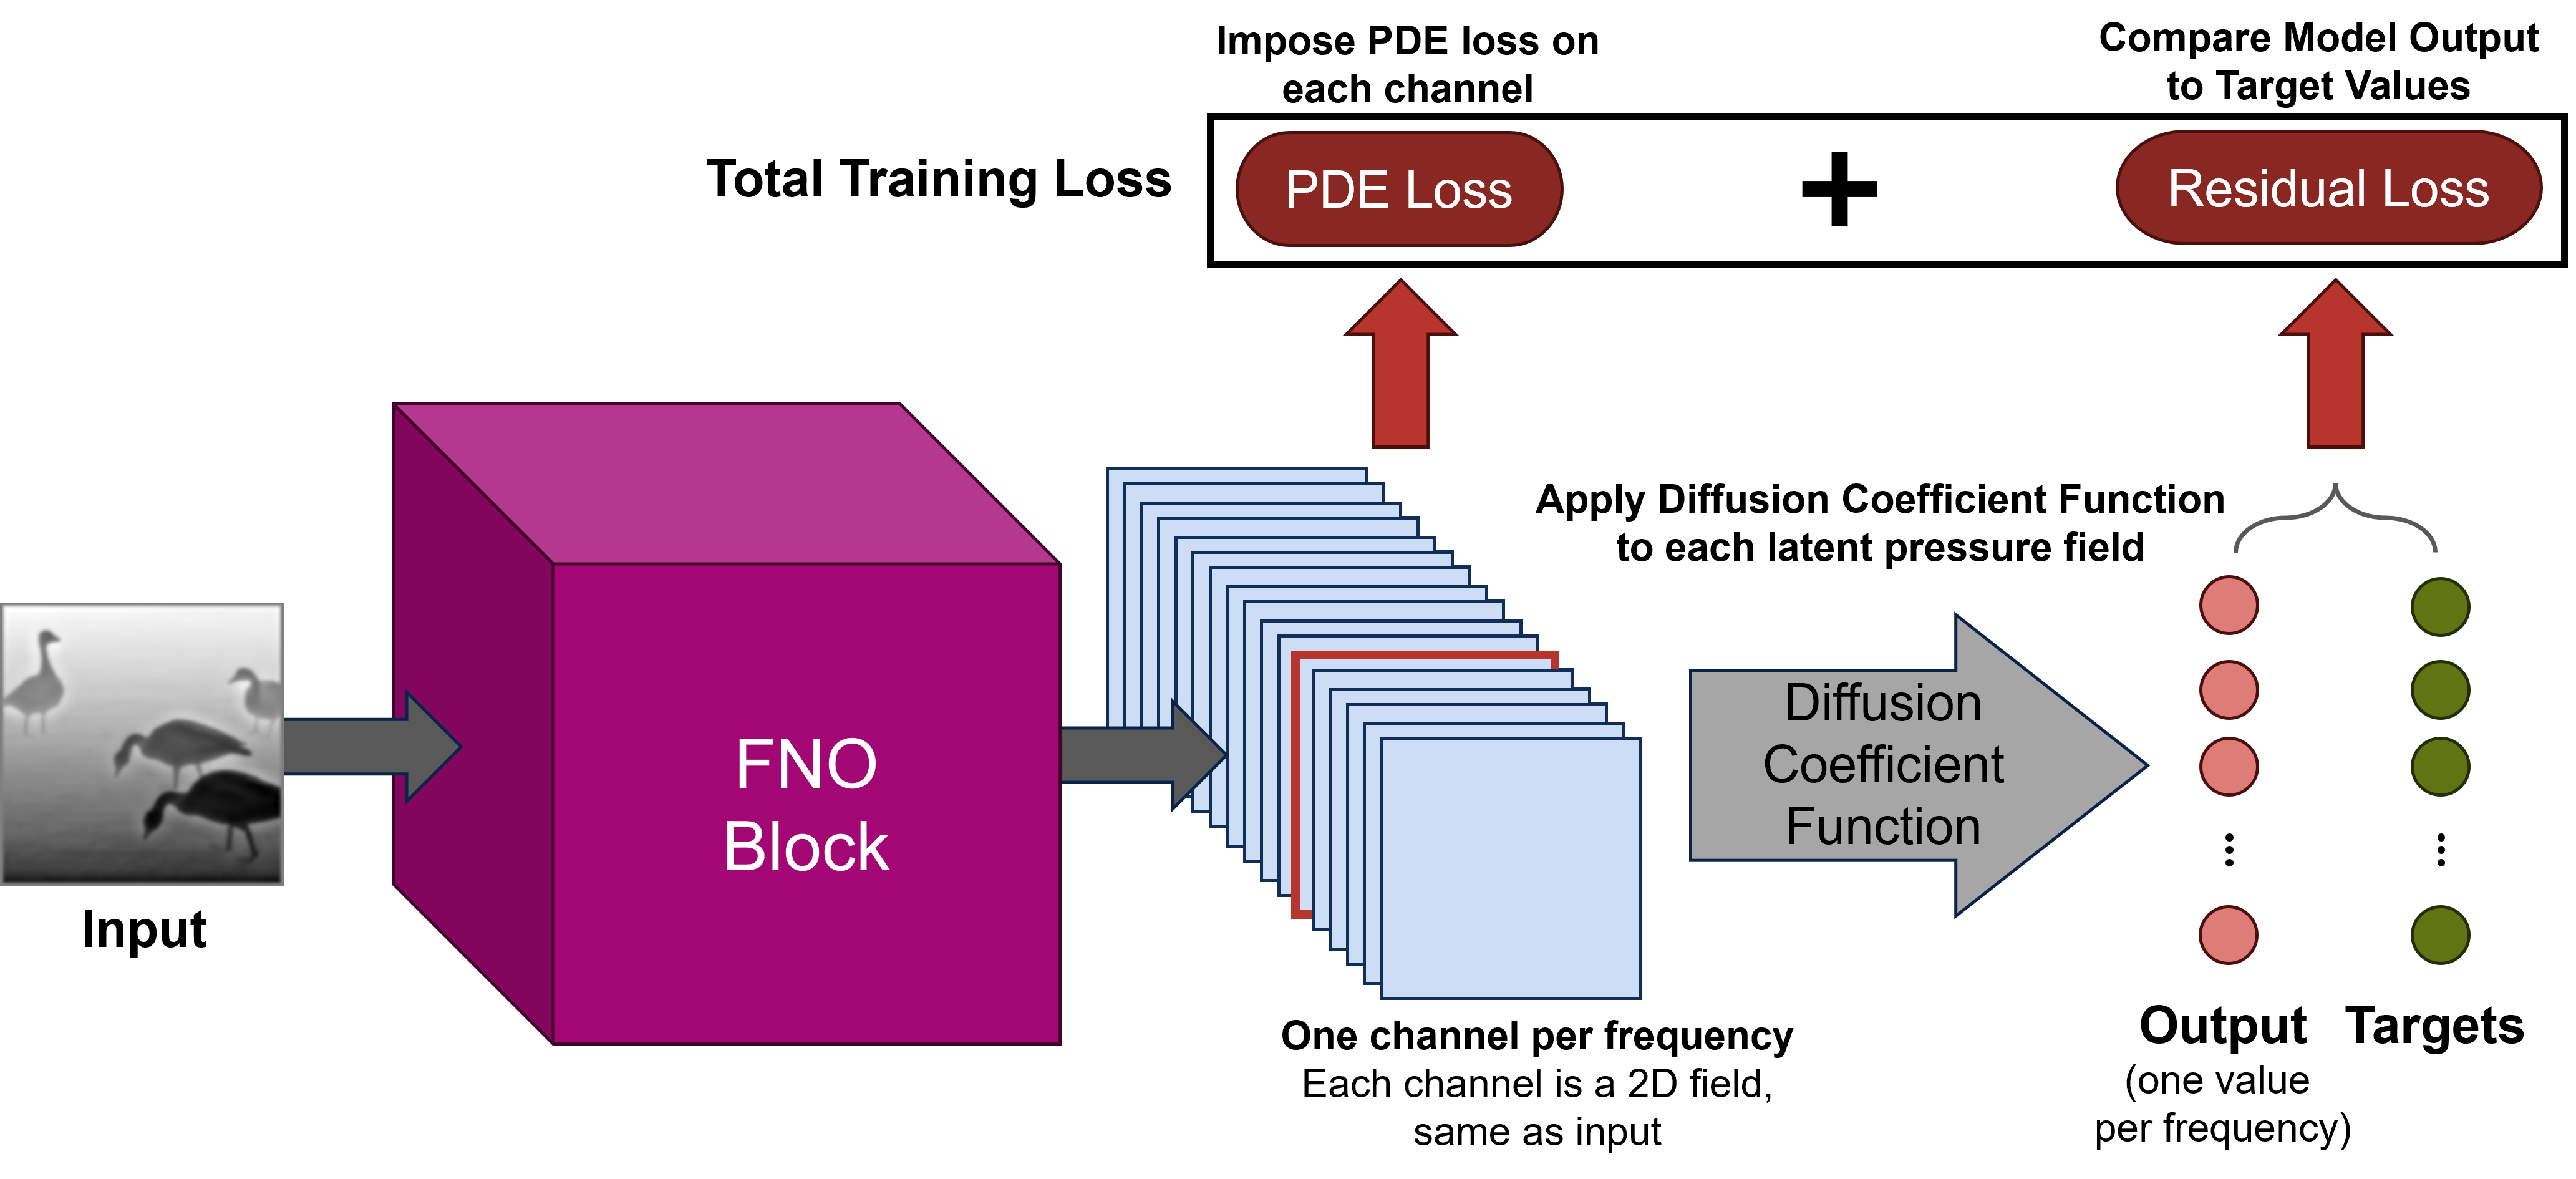 Impose PDE loss on
each channel
Compare Model Output
to Target Values
Total Training Loss
PDE Loss
+
Residual Loss
Apply Diffusion Coefficient Function
to each latent pressure field
Input
FNO
Block
Diffusion
Coefficient
Function
One channel per frequency
Each channel is a 2D field,
same as input
Output
(one value
per frequency)
Targets